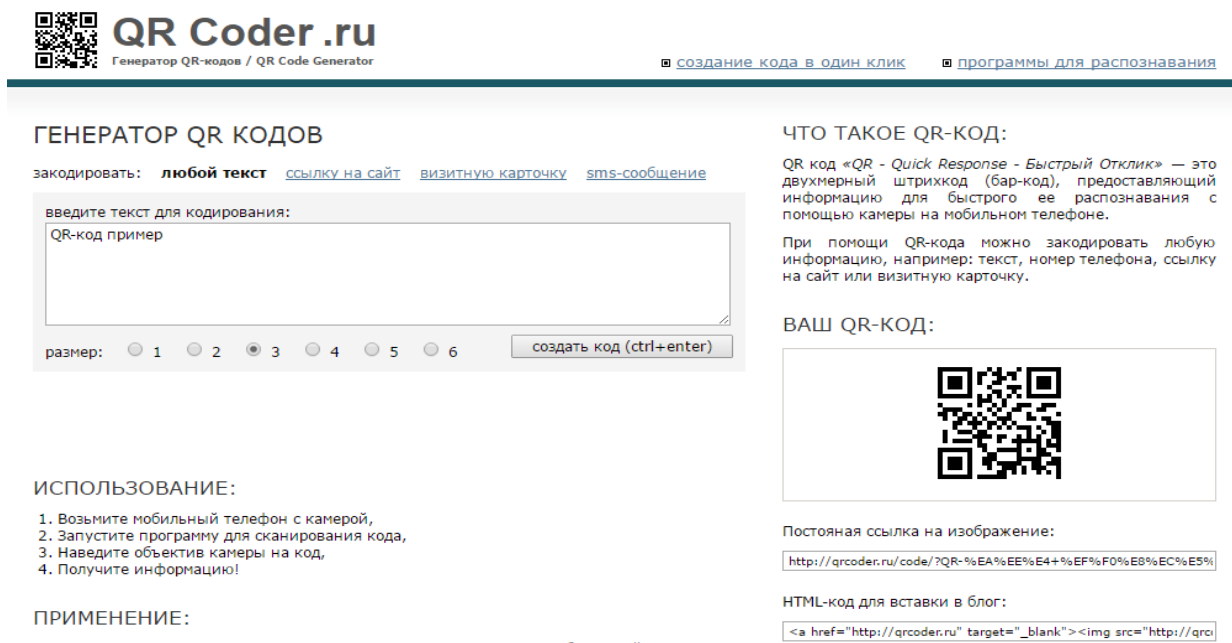 QR Coder .ru
Генератор QR-кодов / QR Code Generator
создание кода в один клик
программы для распознавания
ГЕНЕРАТОР QR КОДОВ
закодировать: любой текст ссылку на сайт визитную карточку sms-сообщение
введите текст для кодирования:
QR-код пример
размер: 1 2 3 4 5 6
создать код (ctrl+enter)
ИСПОЛЬЗОВАНИЕ:
1. Возьмите мобильный телефон с камерой,
2. Запустите программу для сканирования кода,
3. Наведите объектив камеры на код,
4. Получите информацию!
ПРИМЕНЕНИЕ:
ЧТО ТАКОЕ QR-КОД:
QR код «QR - Quick Response - Быстрый Отклик» — это
двухмерный штрихкод (бар-код), предоставляющий
информацию для быстрого ее распознавания с
помощью камеры на мобильном телефоне.
При помощи QR-кода можно закодировать любую
информацию, например: текст, номер телефона, ссылку
на сайт или визитную карточку.
ВАШ QR-КОД:
Постояная ссылка на изображение:
http://qrcoder.ru/code/?QR-%EA%EE%E4+%EF%F0%E8%EC%E5%
HTML-код для вставки в блог:
<a href="http://qrcoder.ru" target="_blank"><img src="http://qrc